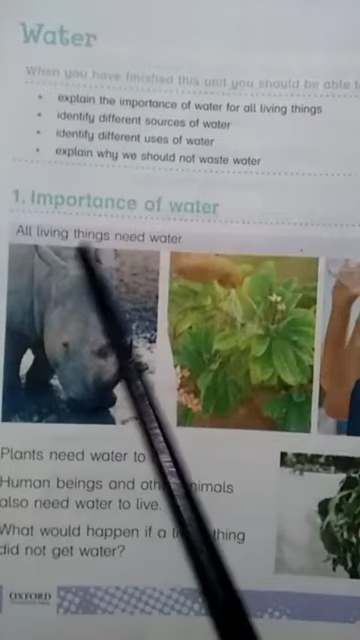 Water
When you have finished this unit you should be able
• explain the importance of water for all living things
• identify different sources of water
• identify different uses of water
• explain why we should not waste water
1. Importance of water
All living things need water
Plants need water to
Human beings and animals
also need water to live.
What would happen if a thing
did not get water?
OXFORD